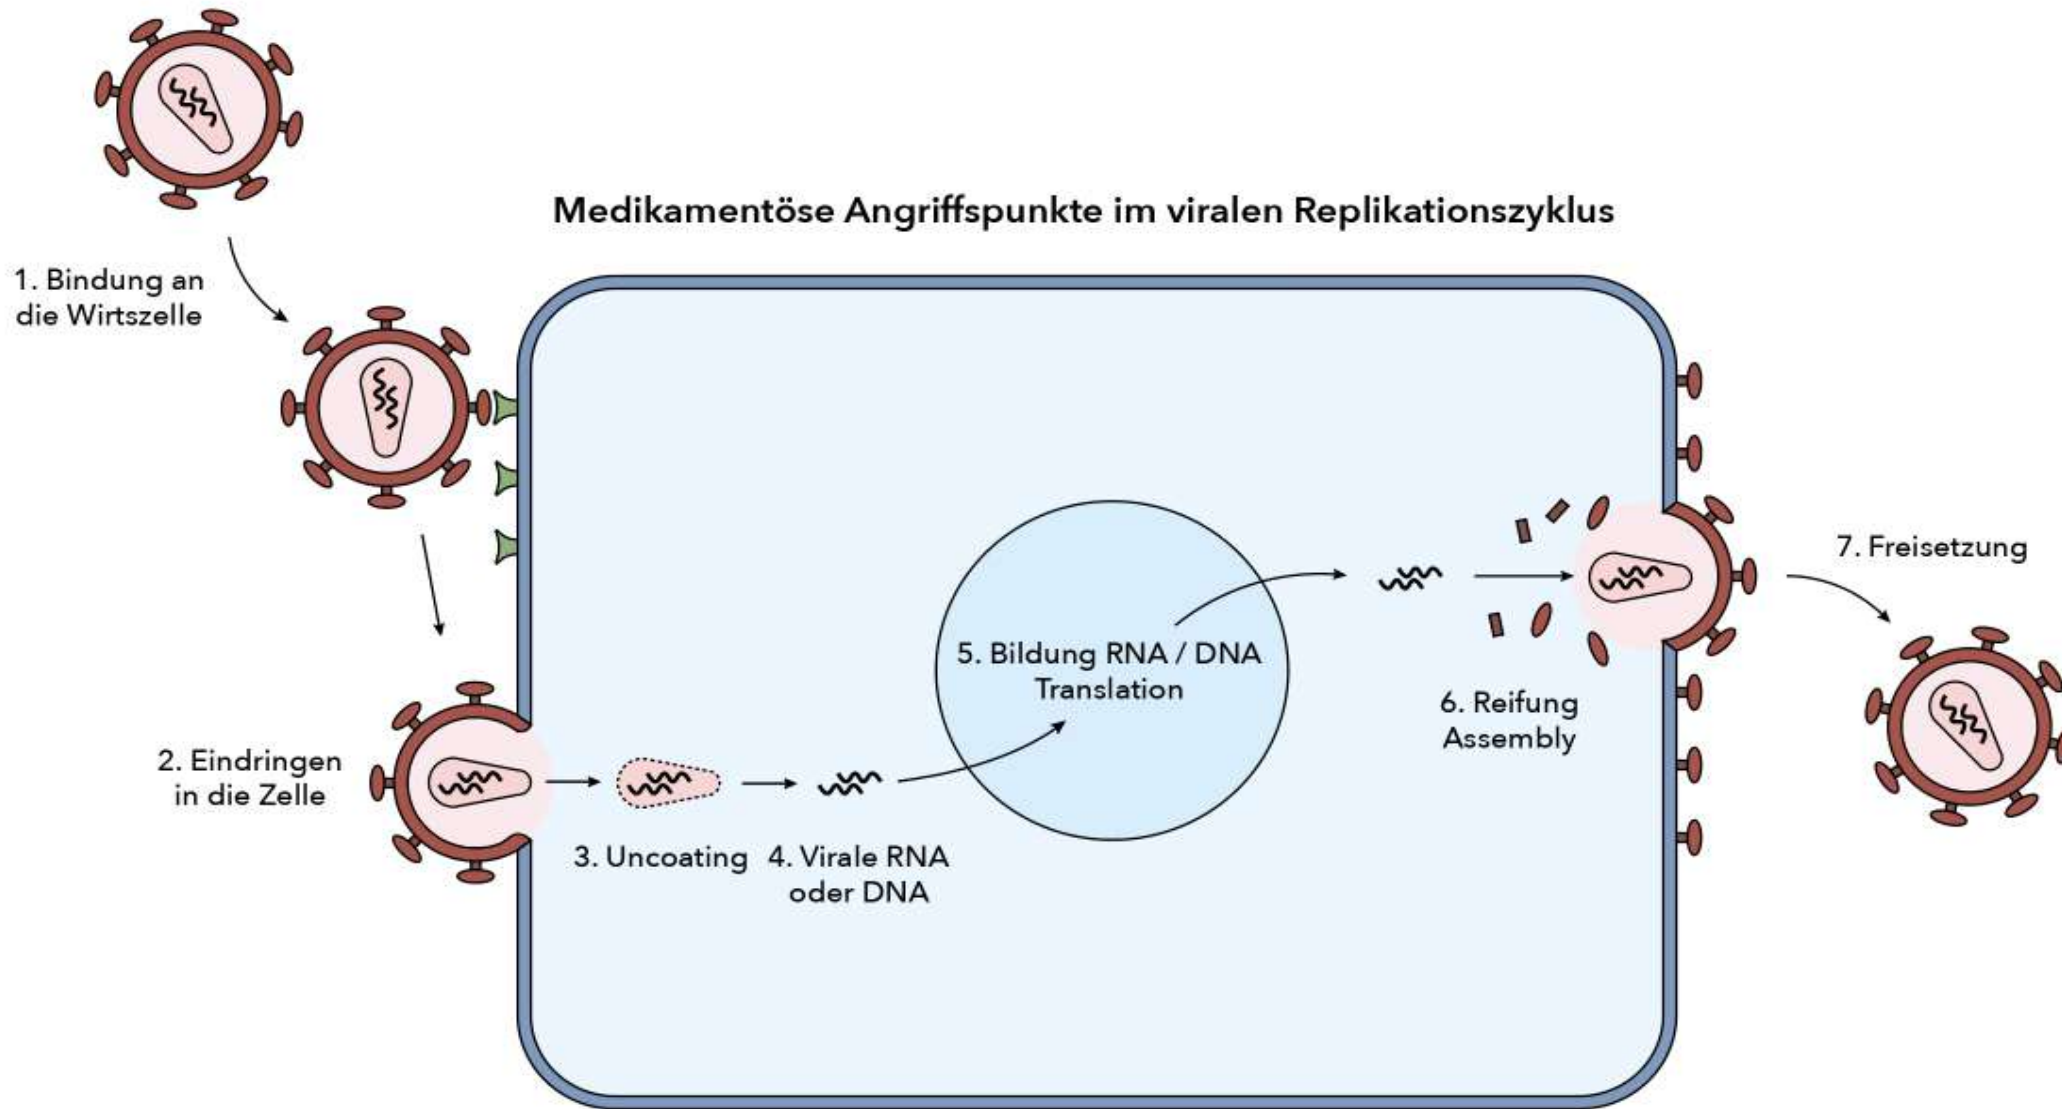 Medikamentöse Angriffspunkte im viralen Replikationszyklus
1. Bindung an
die Wirtszelle
2. Eindringen
in die Zelle
3. Uncoating
4. Virale RNA
oder DNA
5. Bildung RNA / DNA
Translation
6. Reifung
Assembly
7. Freisetzung